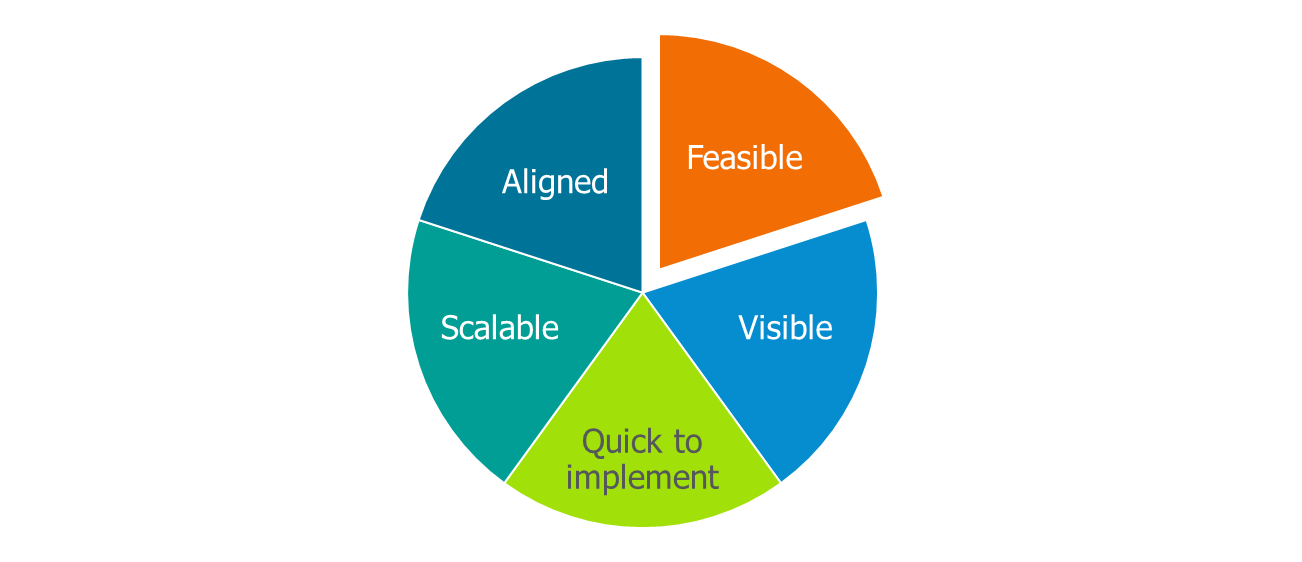 Feasible
Aligned
Visible
Scalable
Quick to
implement